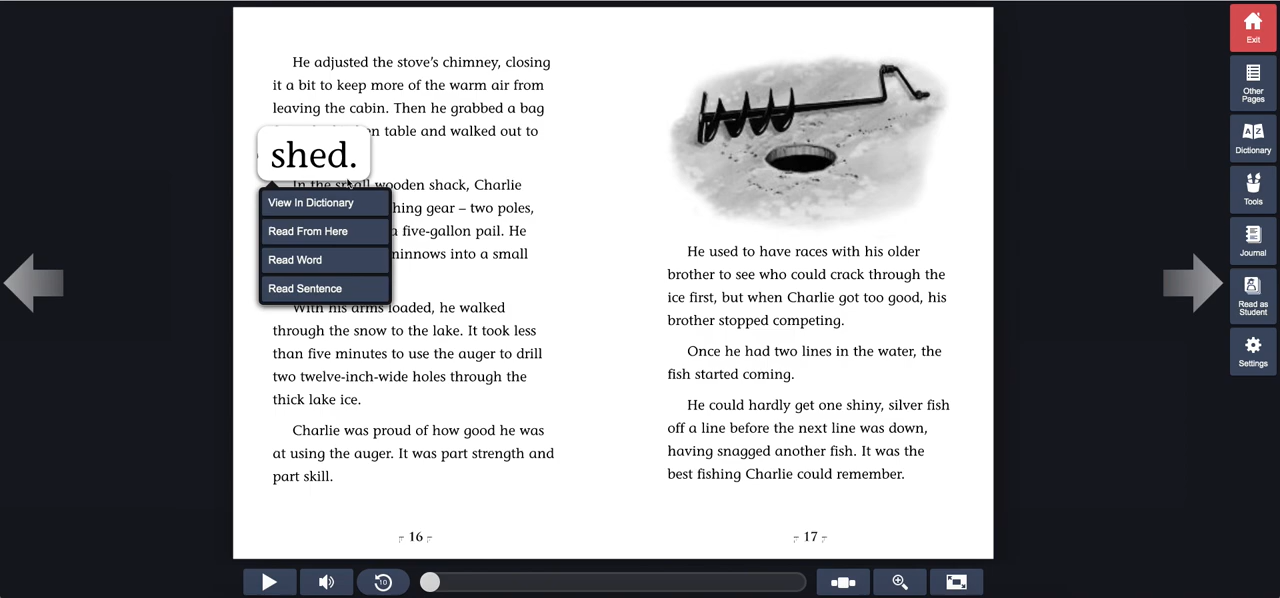 He adjusted the stove's chimney, closing
it a bit to keep more of the warm air from
leaving the cabin. Then he grabbed a bag
on table and walked out to
shed.
In the small wooden shack, Charlie
hing gear – two poles,
a five-gallon pail. He
minnows into a small
View In Dictionary
Read From Here
Read Word
Read Sentence
With his arms loaded, he walked
through the snow to the lake. It took less
than five minutes to use the auger to drill
two twelve-inch-wide holes through the
thick lake ice.
Charlie was proud of how good he was
at using the auger. It was part strength and
part skill.
16
He used to have races with his older
brother to see who could crack through the
ice first, but when Charlie got too good, his
brother stopped competing.
Once he had two lines in the water, the
fish started coming.
He could hardly get one shiny, silver fish
off a line before the next line was down,
having snagged another fish. It was the
best fishing Charlie could remember.
17
Exit
Other
Pages
A Z
Dictionary
Tools
Journal
Read as
Student
Settings
10